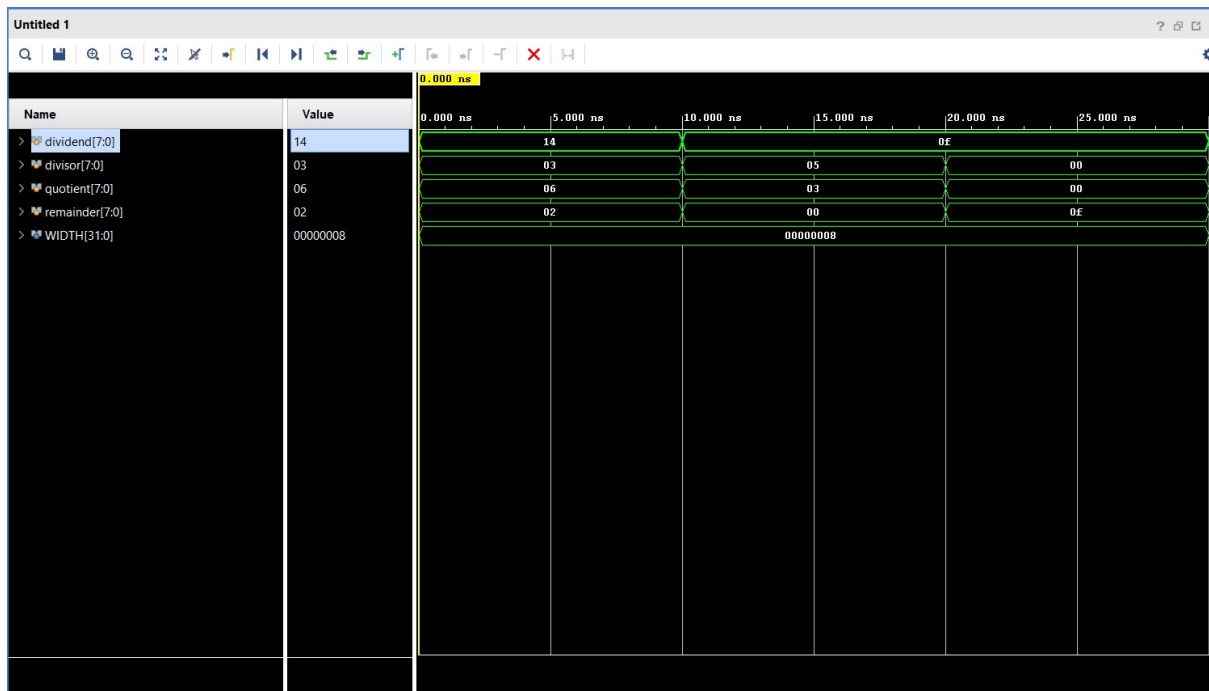 Untitled 1
0.000 ns
Name Value 0.000 ns 5.000 ns 10.000 ns 15.000 ns 20.000 ns 25.000 ns
dividend[7:0] 14 14 0f
divisor[7:0] 03 03 05 00
quotient[7:0] 06 06 03 00
remainder[7:0] 02 02 00 0f
WIDTH[31:0] 00000008 00000008